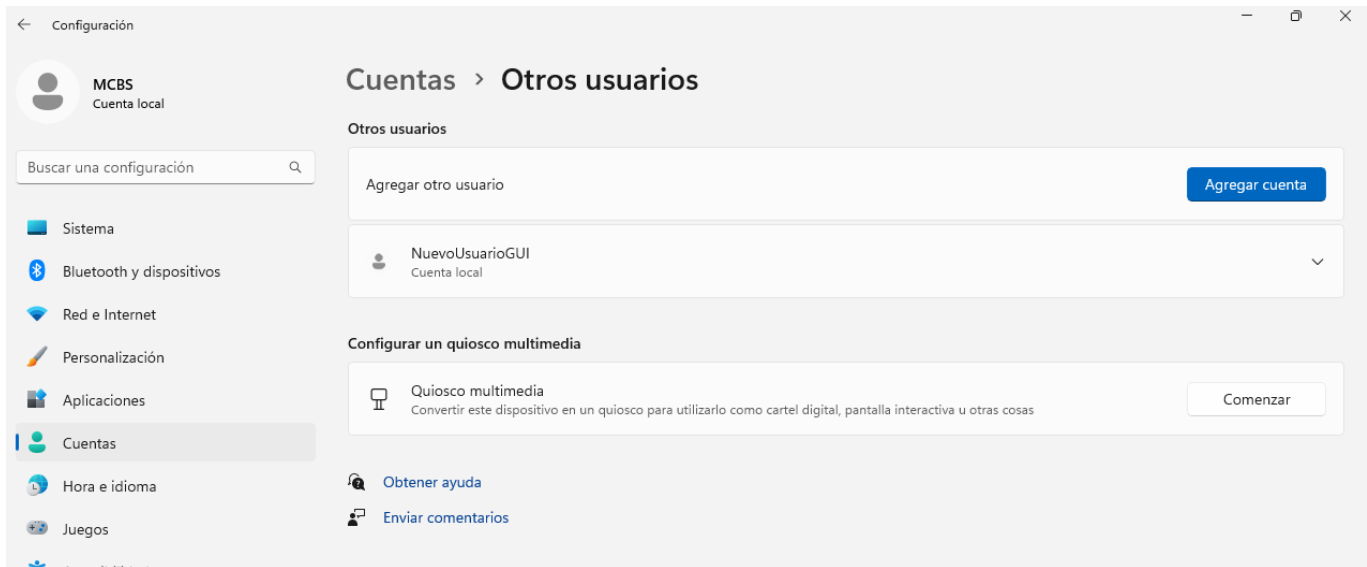 Configuración
MCBS
Cuenta local
Buscar una configuración
Sistema
Bluetooth y dispositivos
Red e Internet
Personalización
Aplicaciones
Cuentas
Hora e idioma
Juegos
Cuentas > Otros usuarios
Otros usuarios
Agregar otro usuario
Agregar cuenta
NuevoUsuarioGUI
Cuenta local
Configurar un quiosco multimedia
Quiosco multimedia
Convertir este dispositivo en un quiosco para utilizarlo como cartel digital, pantalla interactiva u otras cosas
Comenzar
Obtener ayuda
Enviar comentarios